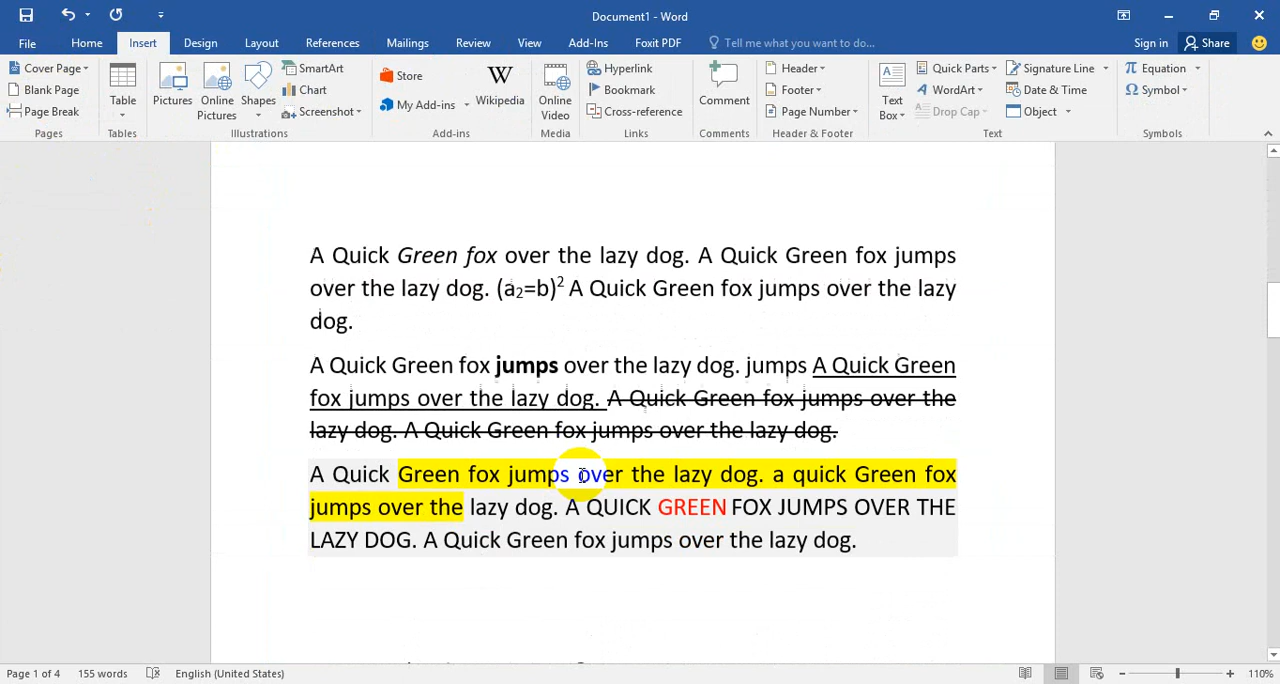 Document1 - Word
File Home Insert Design Layout References Mailings Review View Add-Ins Foxit PDF Tell me what you want to do... Sign in Share
Cover Page
Blank Page
Page Break
Pages
Table
Tables
Pictures
Online Pictures
Shapes
SmartArt
Chart
Screenshot
Illustrations
Store
My Add-ins
W
Wikipedia
Add-ins
Online Video
Media
Hyperlink
Bookmark
Cross-reference
Links
Comment
Comments
Header
Footer
Page Number
Header & Footer
Text Box
Quick Parts
WordArt
Drop Cap
Signature Line
Date & Time
Object
Text
Equation
Symbol
Symbols
A Quick Green fox over the lazy dog. A Quick Green fox jumps
over the lazy dog. (a₂=b)² A Quick Green fox jumps over the lazy
dog.
A Quick Green fox jumps over the lazy dog. jumps A Quick Green
fox jumps over the lazy dog. A Quick Green fox jumps over the
lazy dog. A Quick Green fox jumps over the lazy dog.
A Quick Green fox jumps over the lazy dog. a quick Green fox
jumps over the lazy dog. A QUICK GREEN FOX JUMPS OVER THE
LAZY DOG. A Quick Green fox jumps over the lazy dog.
Page 1 of 4 155 words English (United States) 110%